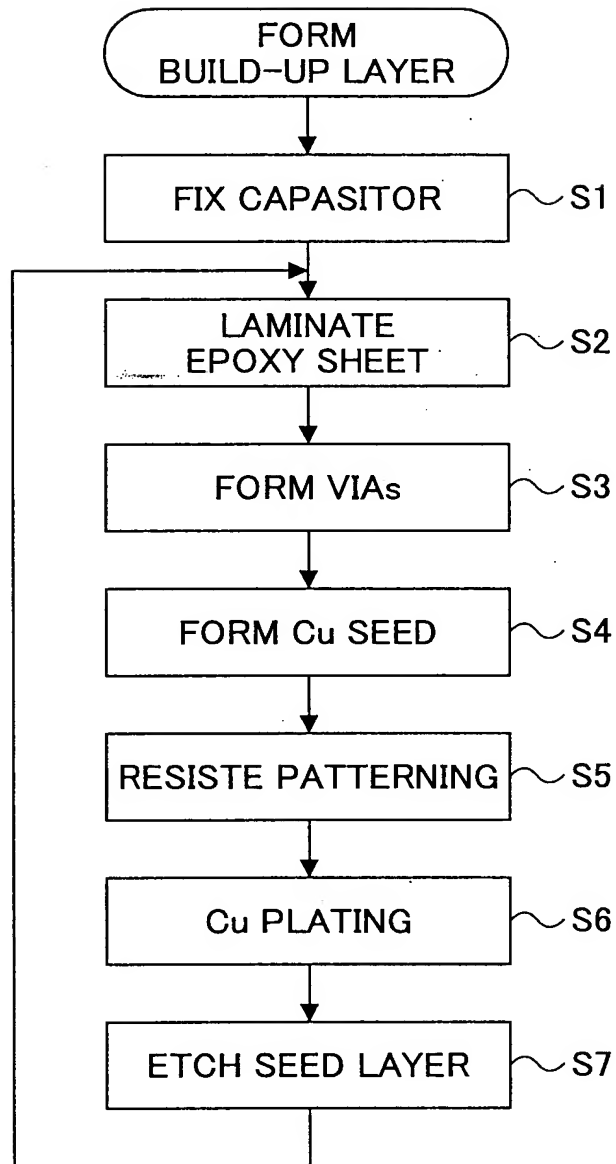 FORM
BUILD-UP LAYER
FIX CAPASITOR
S1
LAMINATE
EPOXY SHEET
S2
FORM VIAs
S3
FORM Cu SEED
S4
RESISTE PATTERNING
S5
Cu PLATING
S6
ETCH SEED LAYER
S7